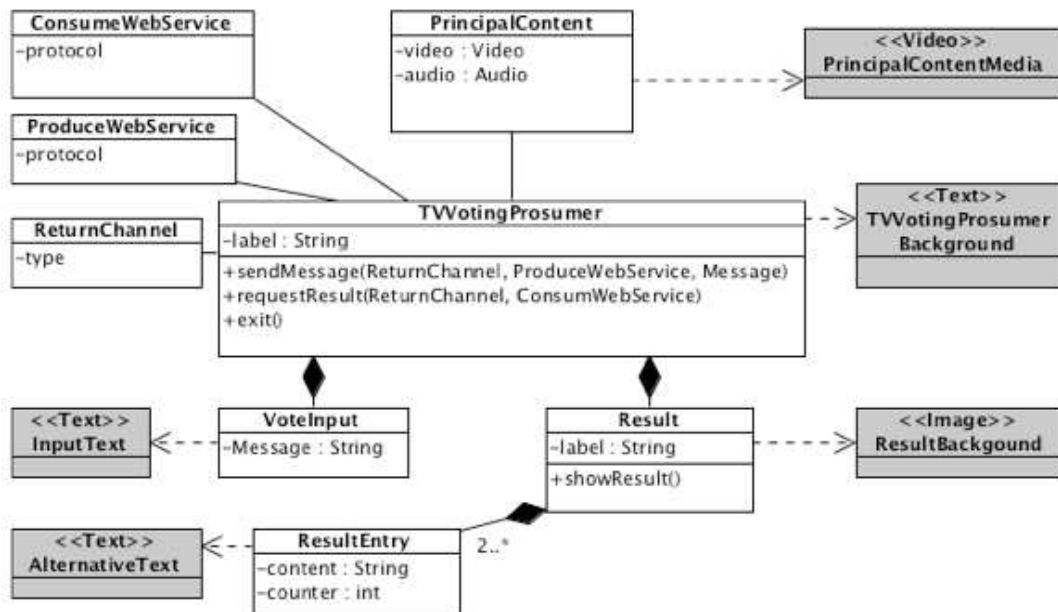 ConsumeWebService
-protocol
PrincipalContent
-video : Video
-audio : Audio
<<Video>>
PrincipalContentMedia
ProduceWebService
-protocol
ReturnChannel
-type
TVVotingProsumer
-label : String
+sendMessage(ReturnChannel, ProduceWebService, Message)
+requestResult(ReturnChannel, ConsumWebService)
+exit()
<<Text>>
TVVotingProsumer
Background
<<Text>>
InputText
VoteInput
-Message : String
Result
-label : String
+showResult()
<<Image>>
ResultBackgound
<<Text>>
AlternativeText
ResultEntry
-content : String
-counter : int
2..*